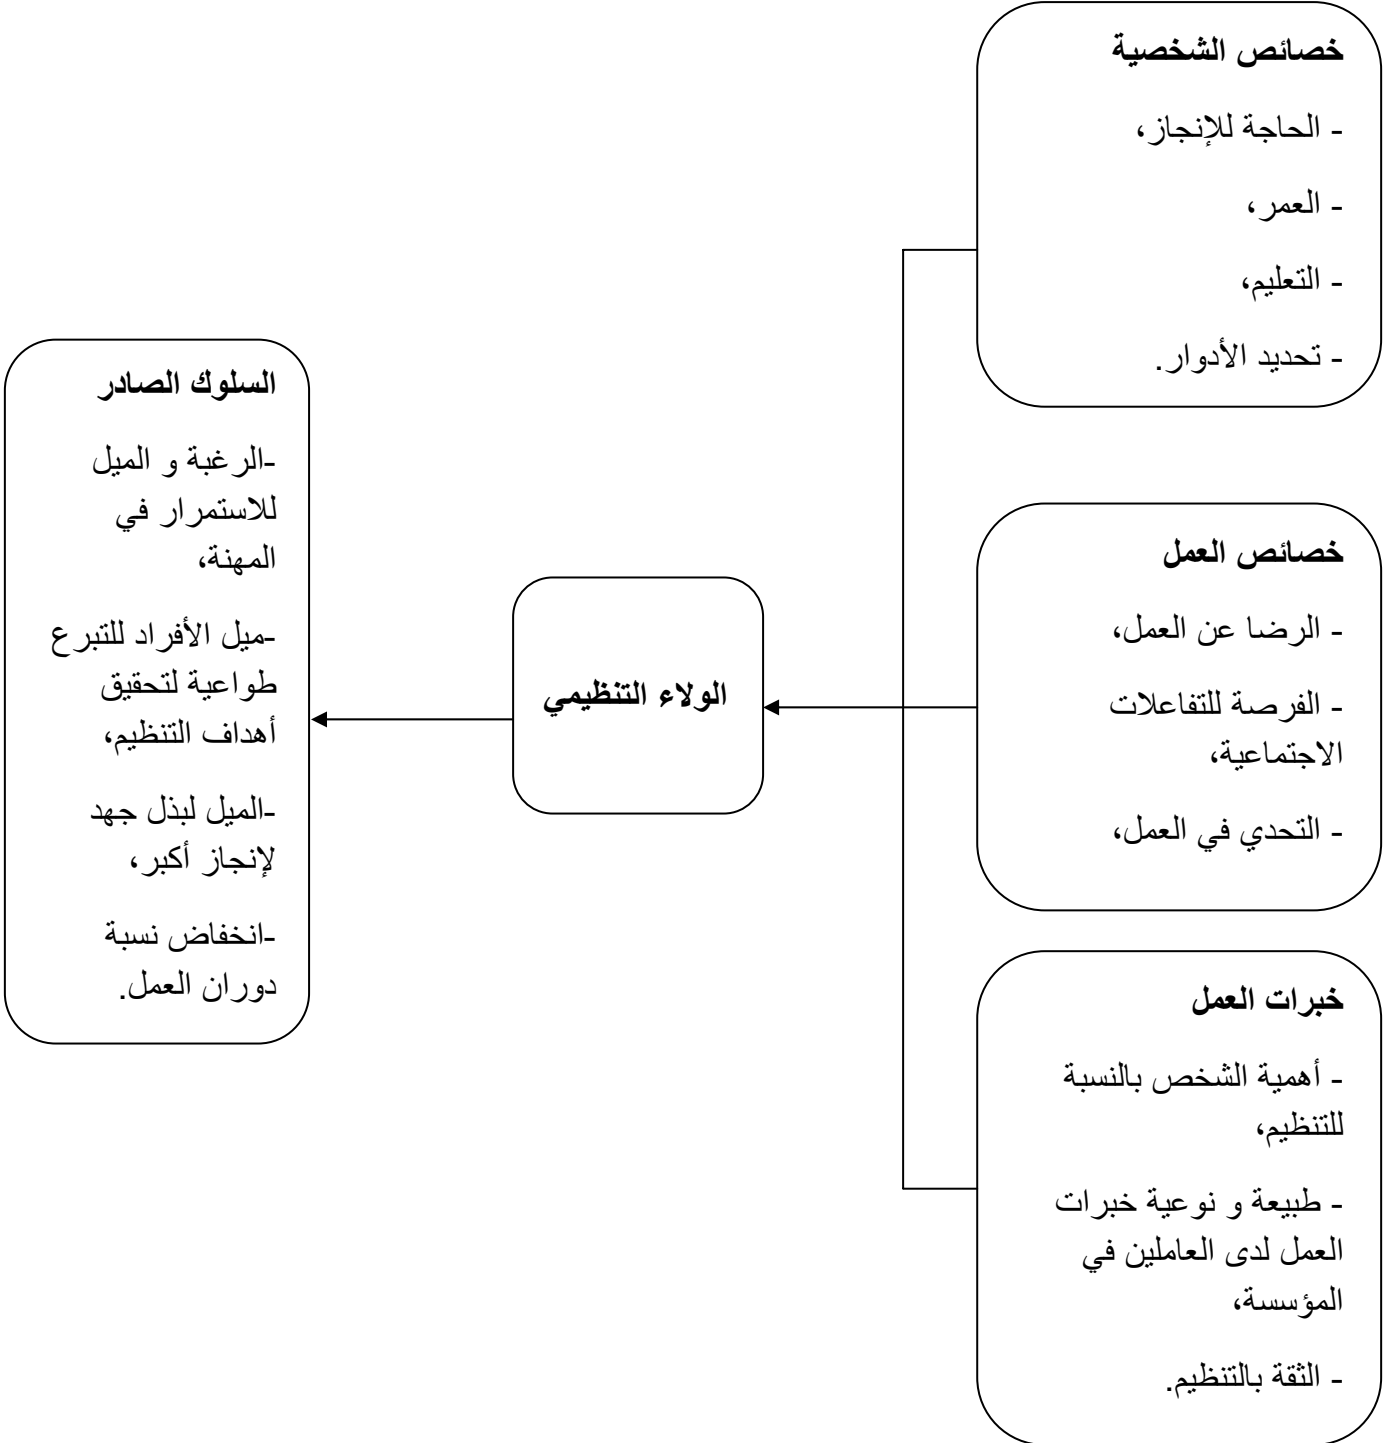 خصائص الشخصية
- الحاجة للإنجاز،
- العمر،
- التعليم،
- تحديد الأدوار.
خصائص العمل
- الرضا عن العمل،
- الفرصة للتفاعلات
الاجتماعية،
- التحدي في العمل،
خبرات العمل
- أهمية الشخص بالنسبة
للتنظيم،
- طبيعة و نوعية خبرات
العمل لدى العاملين في
المؤسسة،
- الثقة بالتنظيم.
الولاء التنظيمي
السلوك الصادر
-الرغبة و الميل
للاستمرار في
المهنة،
-ميل الأفراد للتبرع
طواعية لتحقيق
أهداف التنظيم،
-الميل لبذل جهد
لإنجاز أكبر،
-انخفاض نسبة
دوران العمل.